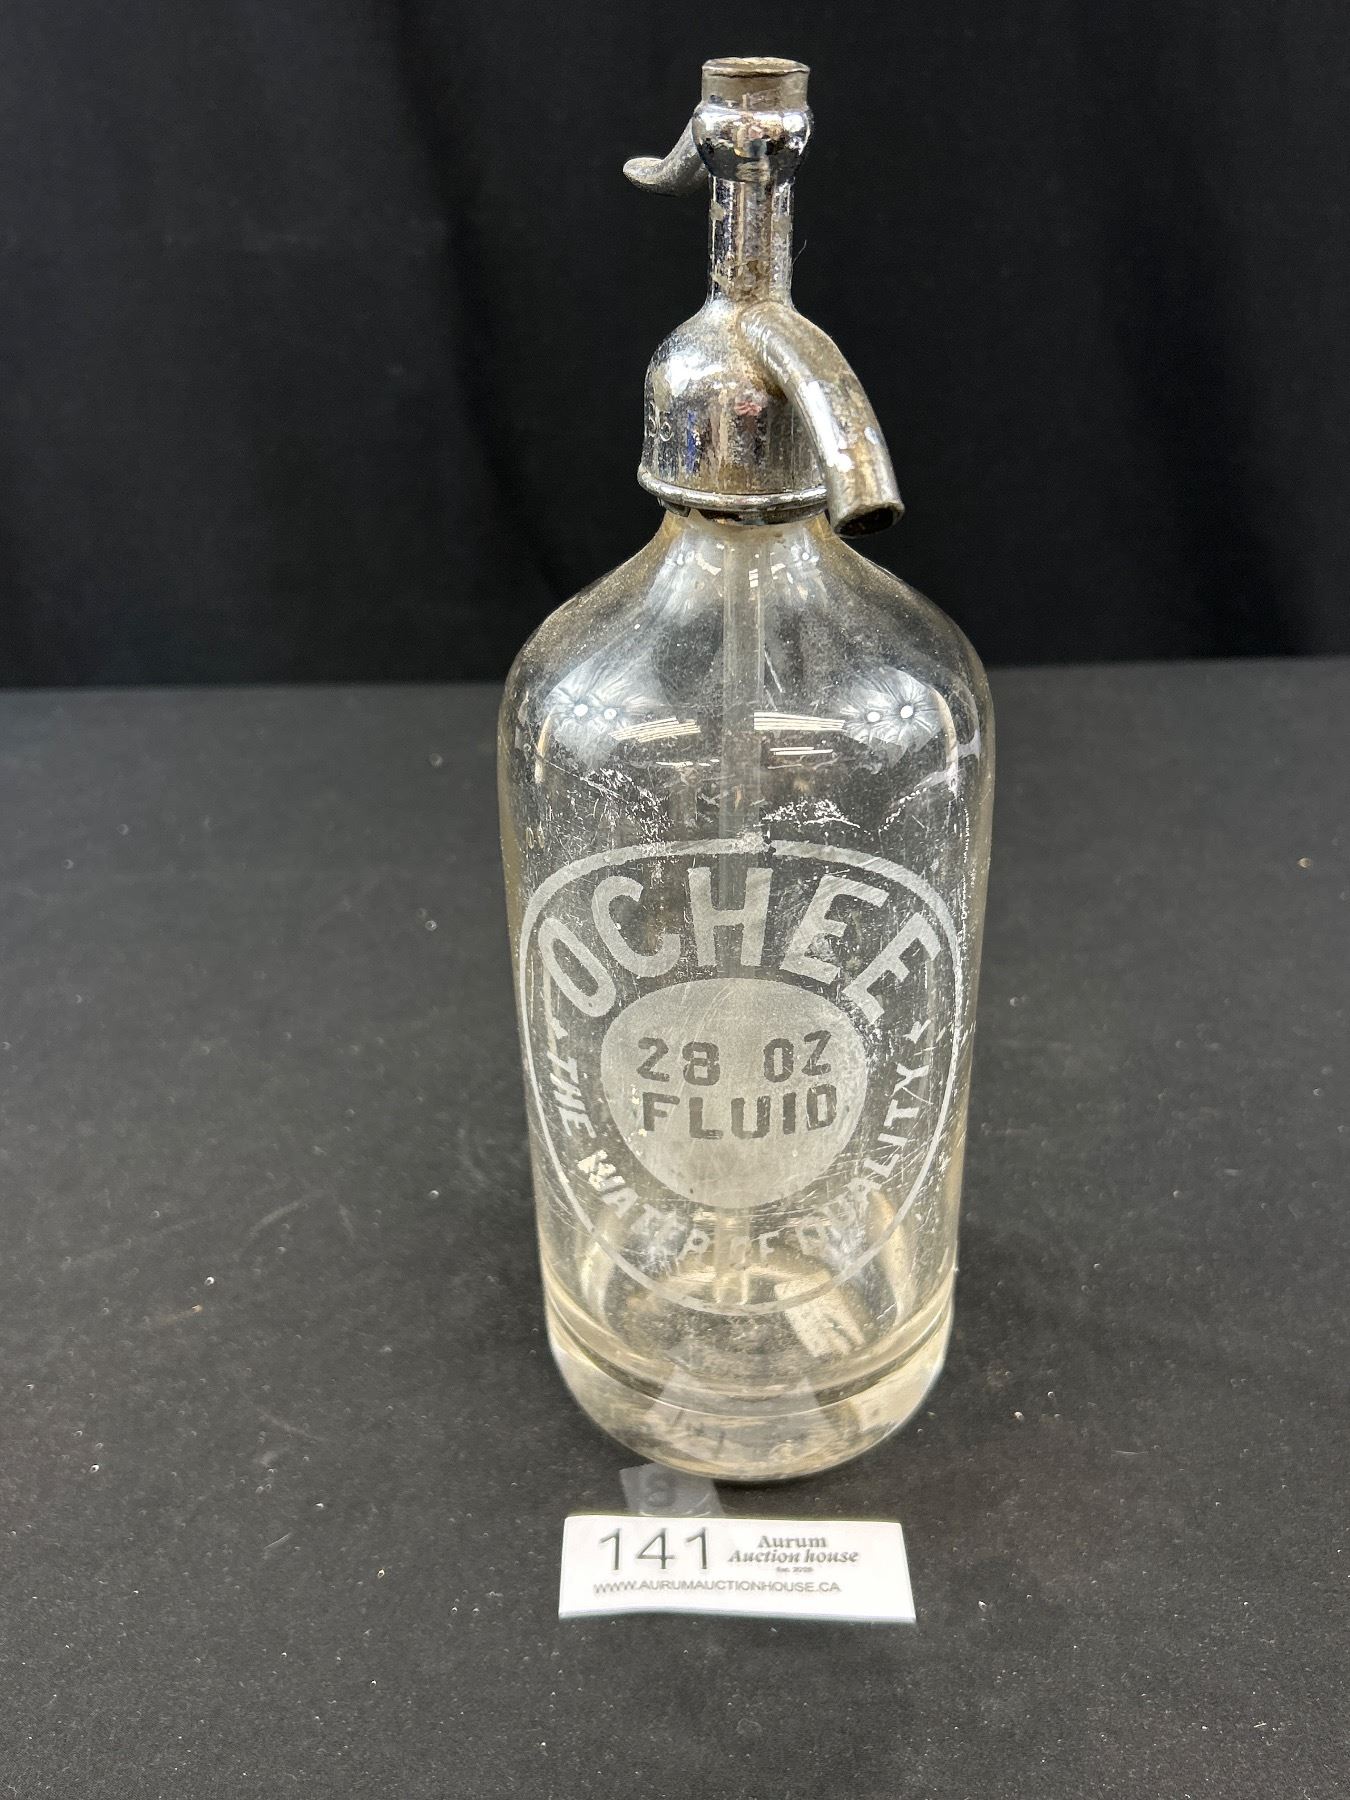 OCHEE
28 OZ
FLUID
THE WATER OF QUALITY
141 Aurum
Auction house
WWW.AURUMAUCTIONHOUSE.CA